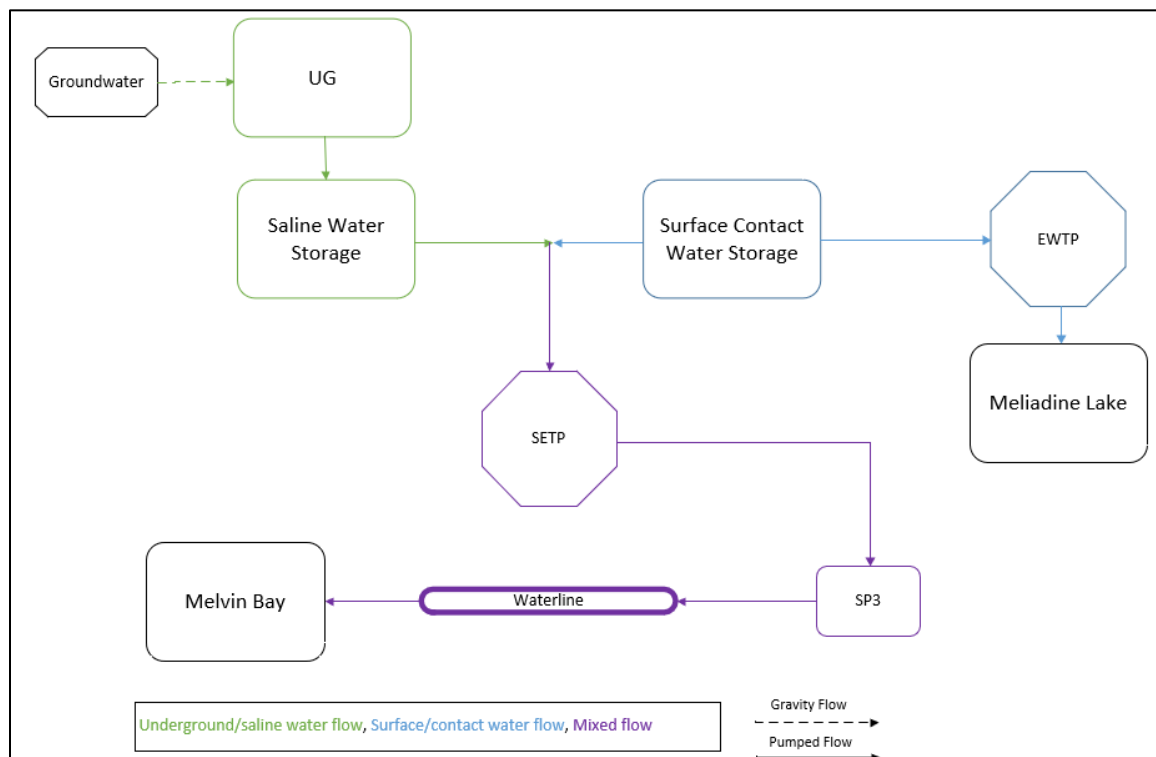 Groundwater
UG
Saline Water
Storage
Surface Contact
Water Storage
EWTP
Meliadine Lake
SETP
Melvin Bay
Waterline
SP3
Underground/saline water flow, Surface/contact water flow, Mixed flow
Gravity Flow
Pumped Flow